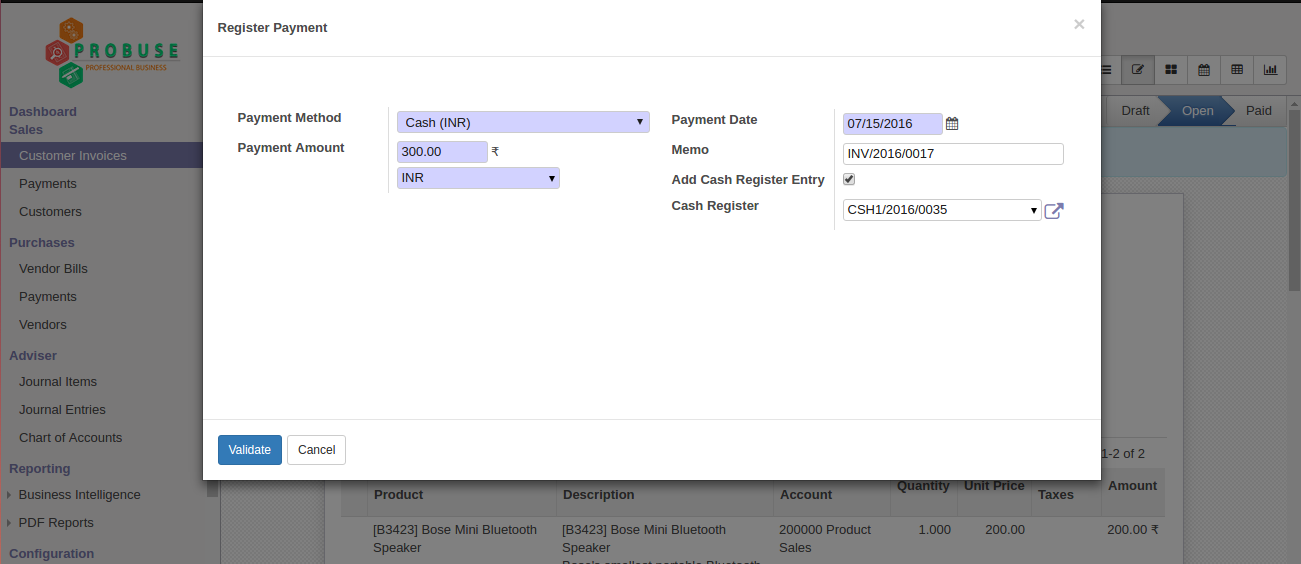 Register Payment
×
PROBUSE
PROFESSIONAL BUSINESS
Dashboard
Sales
Customer Invoices
Payments
Customers
Purchases
Vendor Bills
Payments
Vendors
Adviser
Journal Items
Journal Entries
Chart of Accounts
Reporting
Business Intelligence
PDF Reports
Configuration
Payment Method
Cash (INR)
Payment Amount
300.00 ₹
INR
Payment Date
07/15/2016
Memo
INV/2016/0017
Add Cash Register Entry
Cash Register
CSH1/2016/0035
Validate
Cancel
Draft
Open
Paid
1-2 of 2
Product Description Account Quantity Unit Price Taxes Amount
[B3423] Bose Mini Bluetooth
Speaker
[B3423] Bose Mini Bluetooth
Speaker
Bose's smallest portable Bluetooth
200000 Product
Sales
1.000
200.00
200.00 ₹